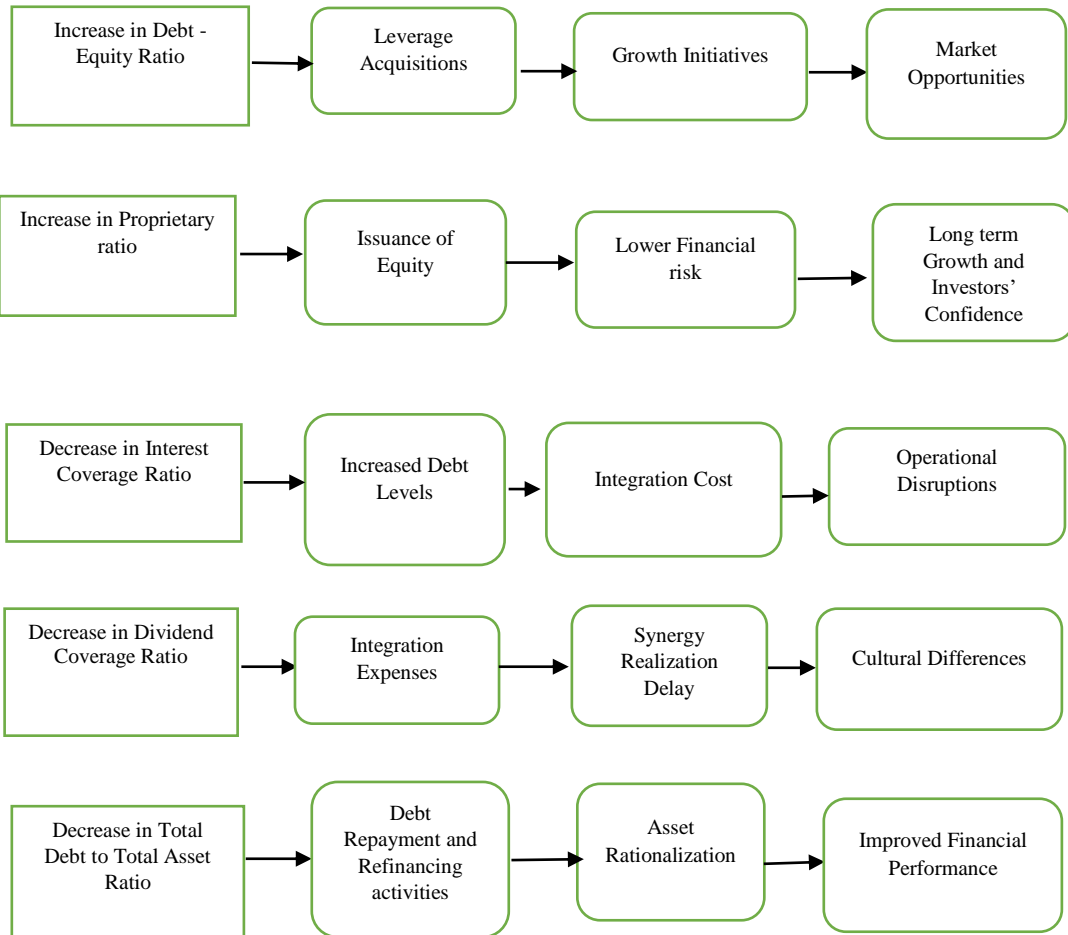 Increase in Debt -
Equity Ratio
Leverage
Acquisitions
Growth Initiatives
Market
Opportunities
Increase in Proprietary
ratio
Issuance of
Equity
Lower Financial
risk
Long term
Growth and
Investors’
Confidence
Decrease in Interest
Coverage Ratio
Increased Debt
Levels
Integration Cost
Operational
Disruptions
Decrease in Dividend
Coverage Ratio
Integration
Expenses
Synergy
Realization
Delay
Cultural Differences
Decrease in Total
Debt to Total Asset
Ratio
Debt
Repayment and
Refinancing
activities
Asset
Rationalization
Improved Financial
Performance